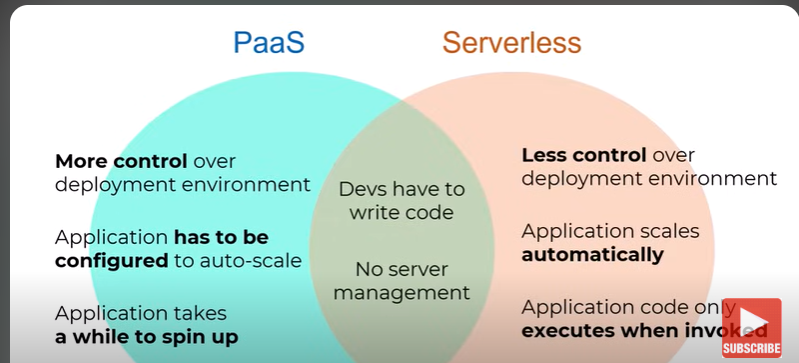 PaaS
Serverless
More control over
deployment environment
Application has to be
configured to auto-scale
Application takes
a while to spin up
Devs have to
write code
No server
management
Less control over
deployment environment
Application scales
automatically
Application code only
executes when invoked
SUBSCRIBE